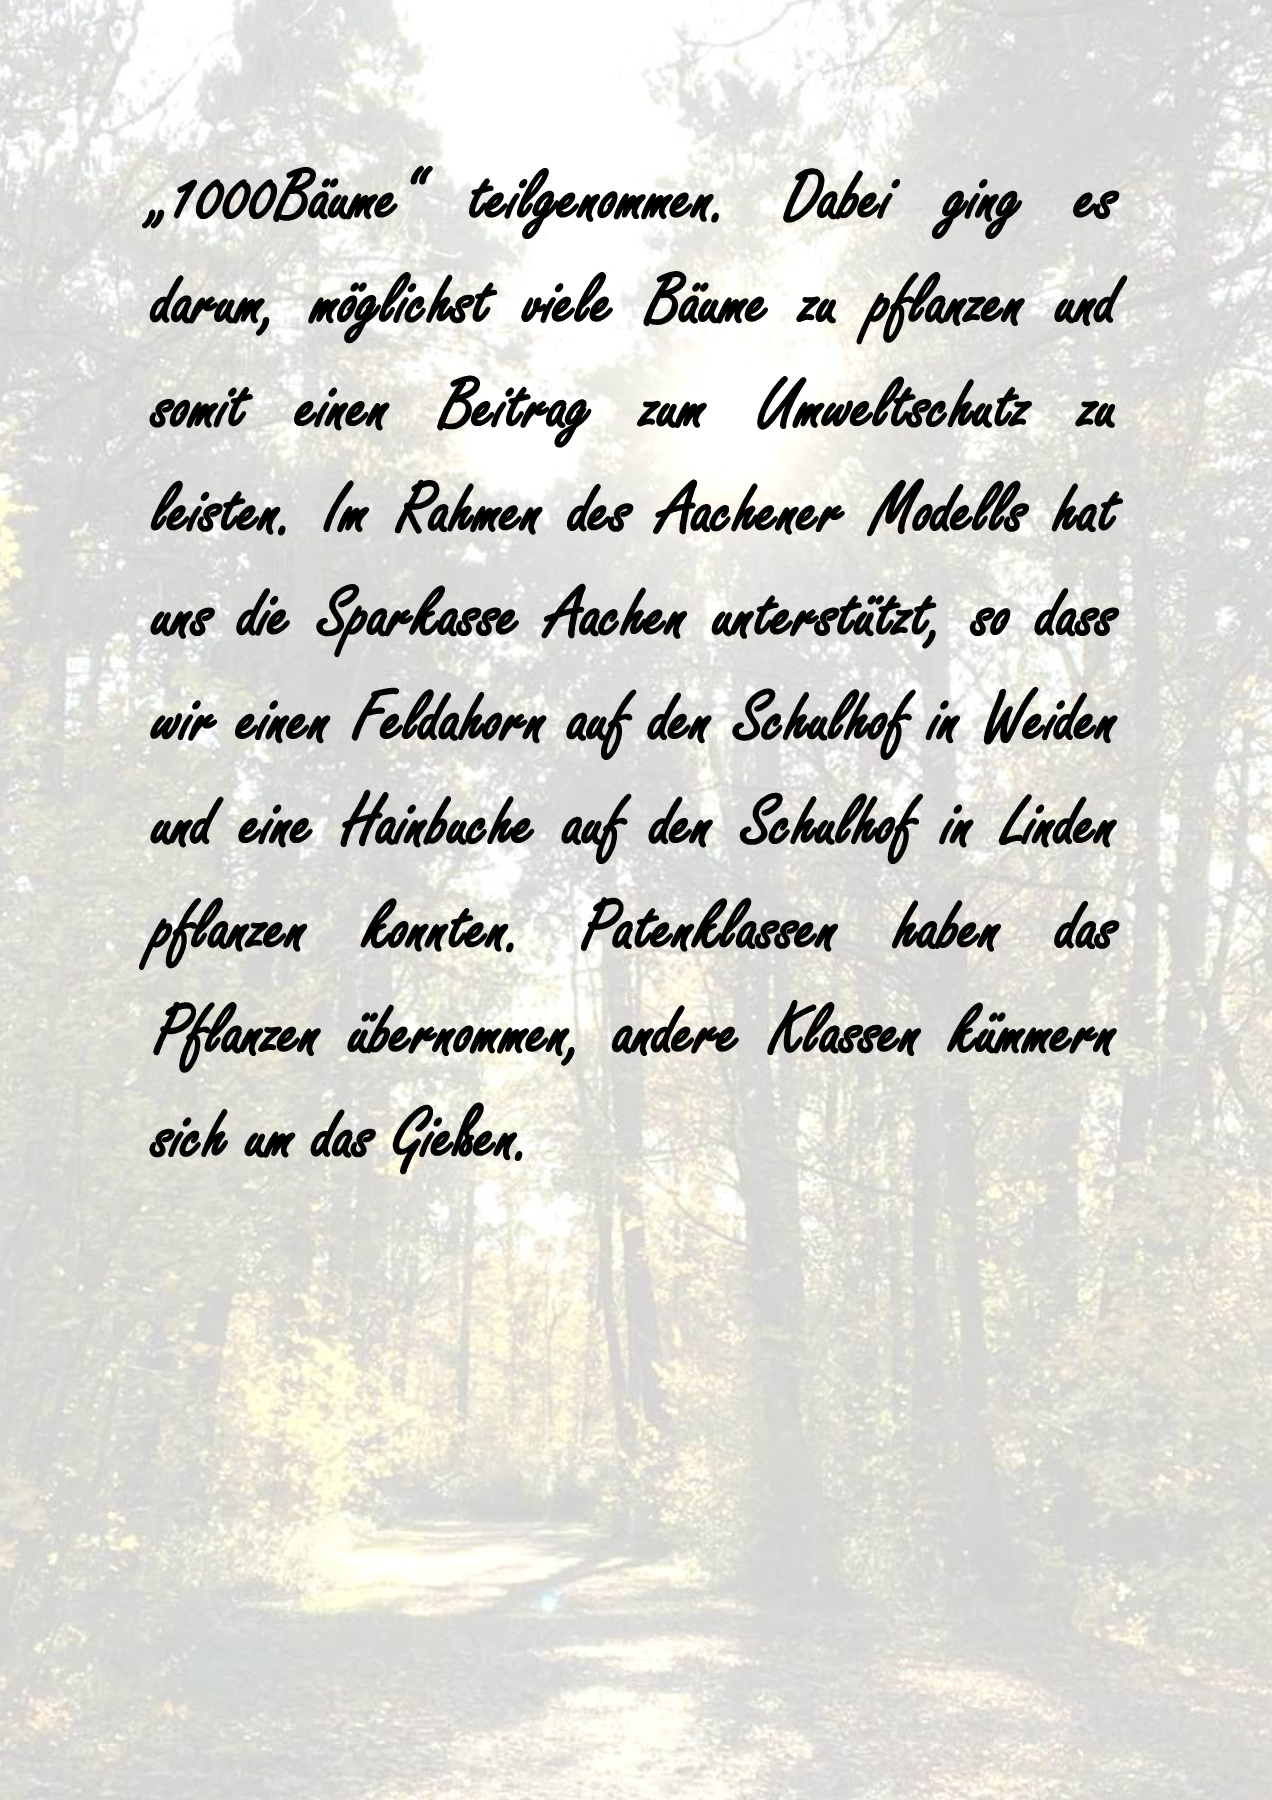 „1000Bäume“ teilgenommen. Dabei ging es
darum, möglichst viele Bäume zu pflanzen und
somit einen Beitrag zum Umweltschutz zu
leisten. Im Rahmen des Aachener Modells hat
uns die Sparkasse Aachen unterstützt, so dass
wir einen Feldahorn auf den Schulhof in Weiden
und eine Hainbuche auf den Schulhof in Linden
pflanzen konnten. Patenklassen haben das
Pflanzen übernommen, andere Klassen kümmern
sich um das Gießen.